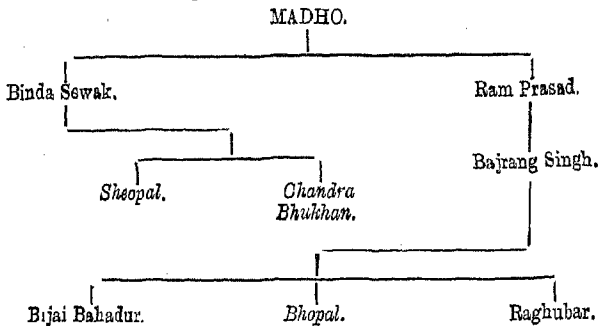 MADHO.
Binda Sewak.
Ram Prasad.
Bajrang Singh.
Sheopal.
Chandra
Bhukhan.
Bijai Bahadur.
Bhopal.
Raghubar.